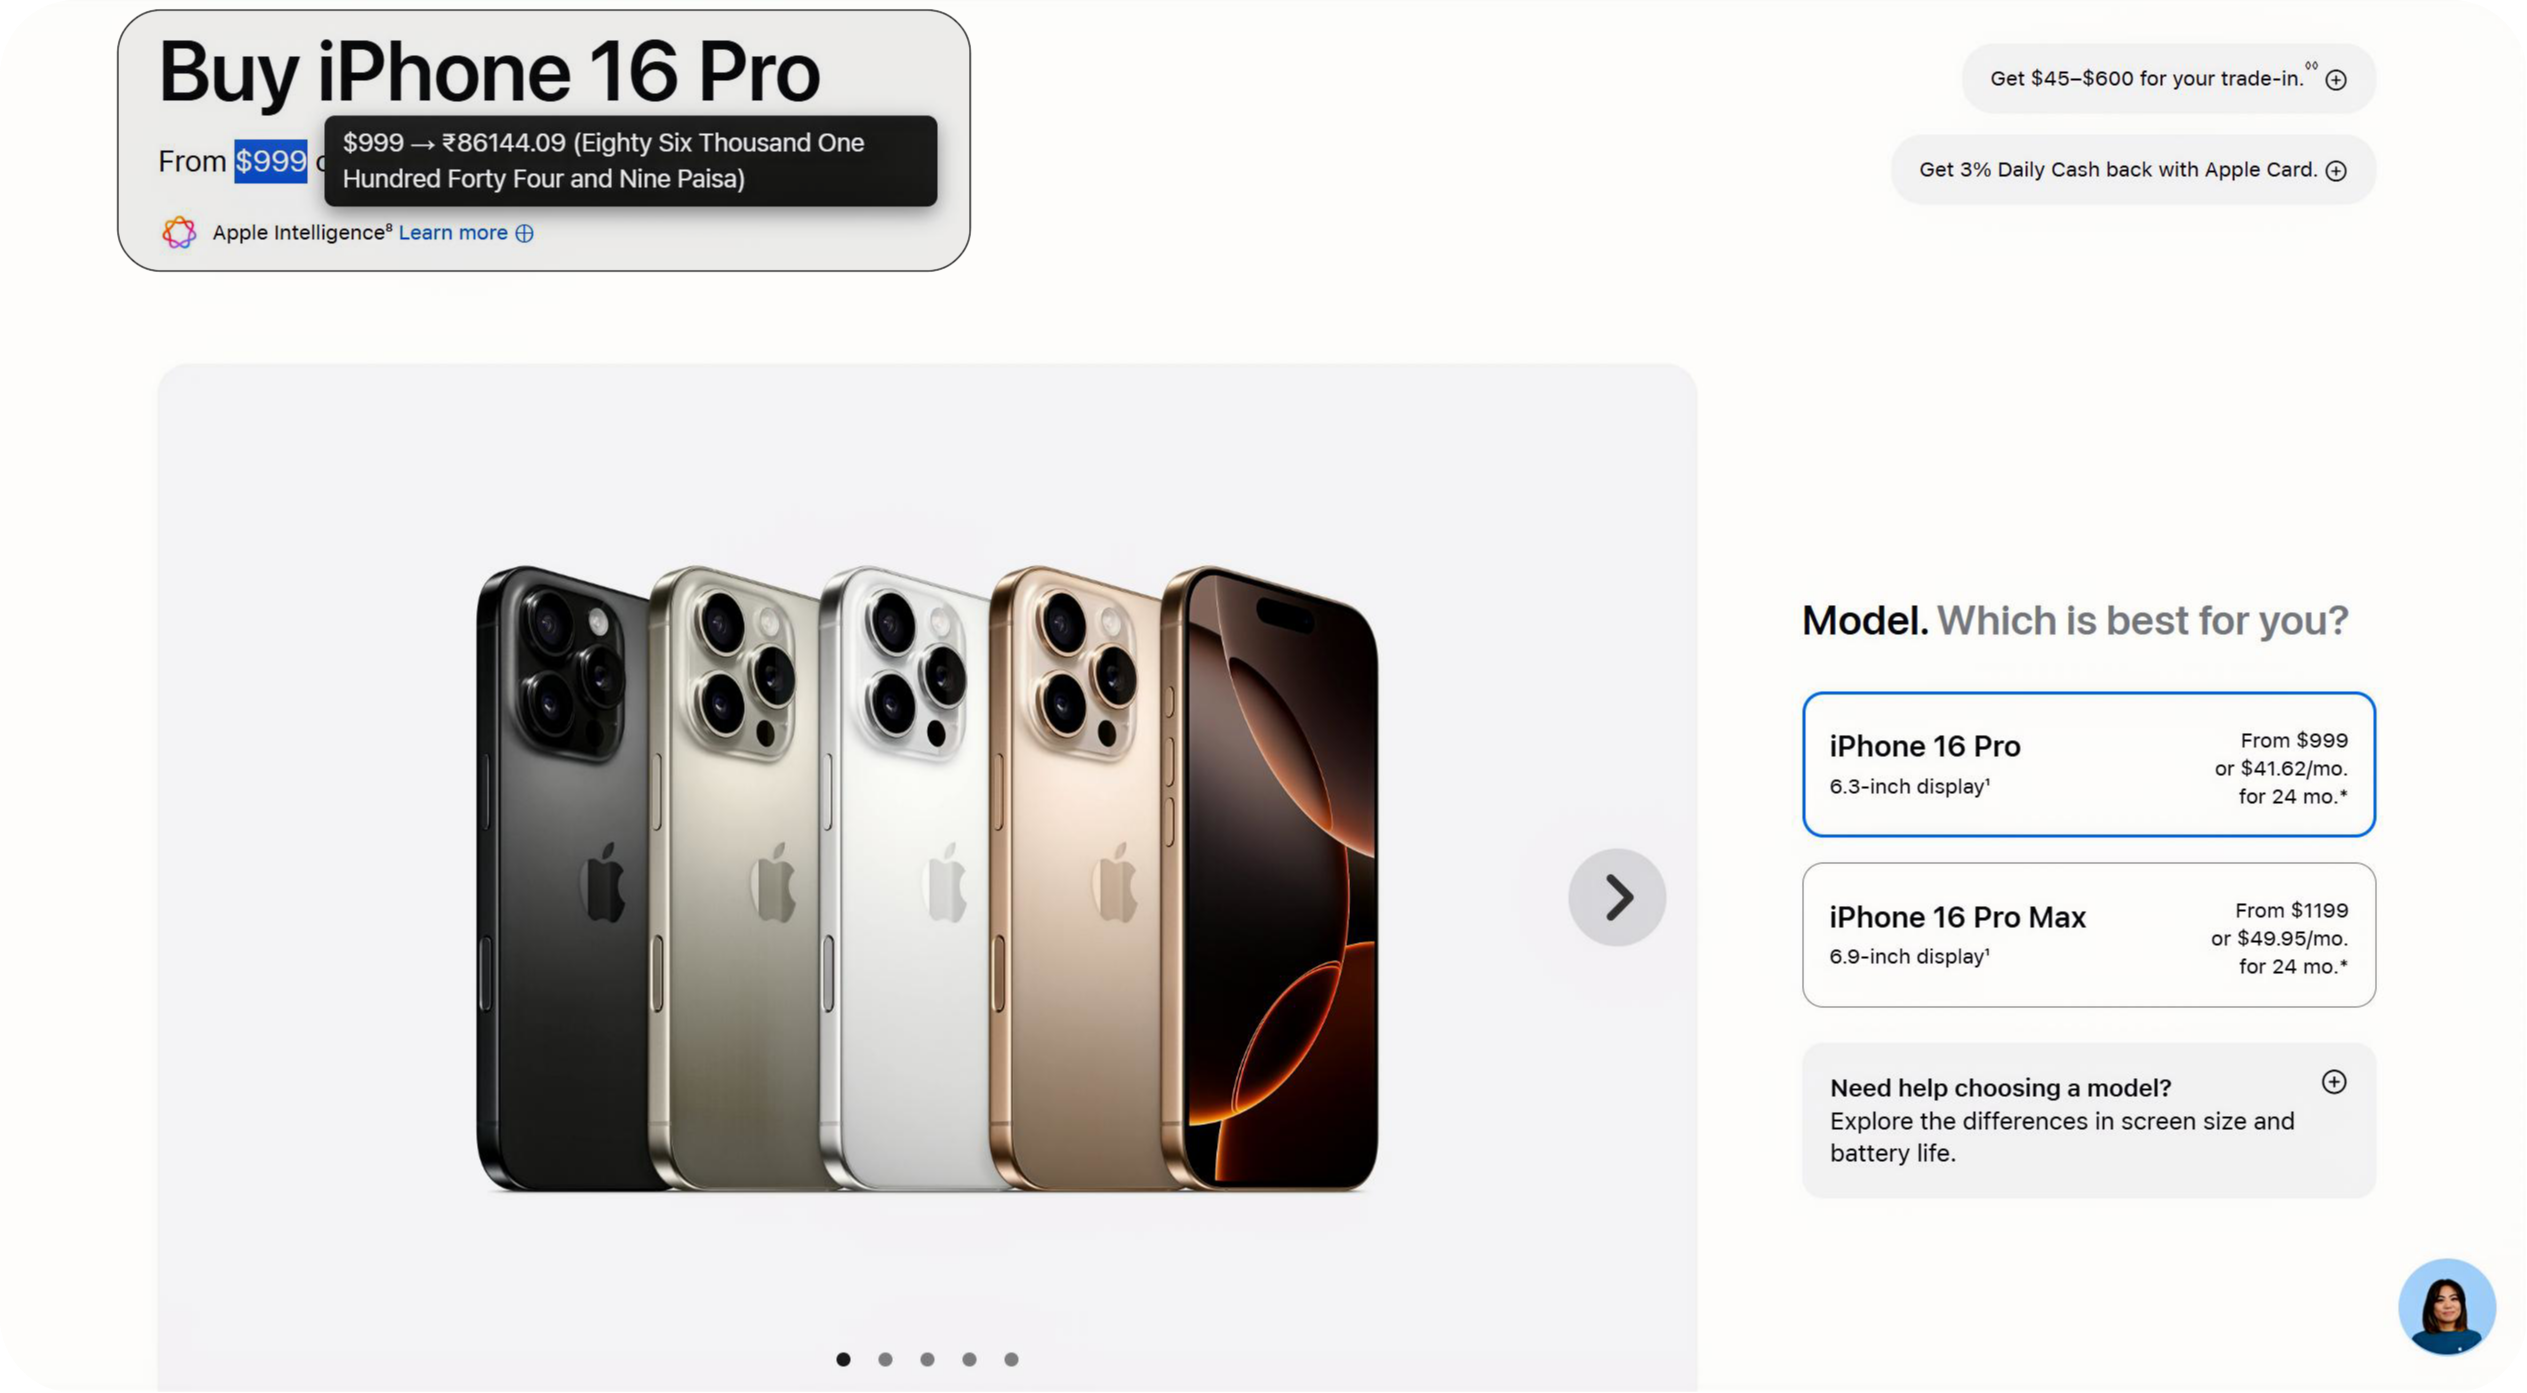 Buy iPhone 16 Pro
From $999
$999 → ₹86144.09 (Eighty Six Thousand One
Hundred Forty Four and Nine Paisa)
Apple Intelligence⁸ Learn more
Get $45–$600 for your trade-in.◊◊
Get 3% Daily Cash back with Apple Card.
Model. Which is best for you?
iPhone 16 Pro
6.3-inch display¹
From $999
or $41.62/mo.
for 24 mo.*
iPhone 16 Pro Max
6.9-inch display¹
From $1199
or $49.95/mo.
for 24 mo.*
Need help choosing a model?
Explore the differences in screen size and
battery life.